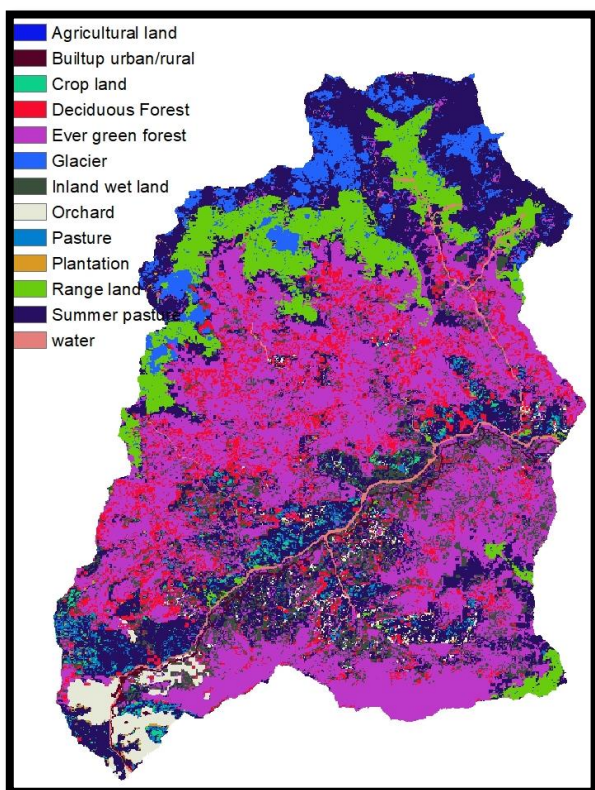 Agricultural land
Builtup urban/rural
Crop land
Deciduous Forest
Ever green forest
Glacier
Inland wet land
Orchard
Pasture
Plantation
Range land
Summer pasture
water